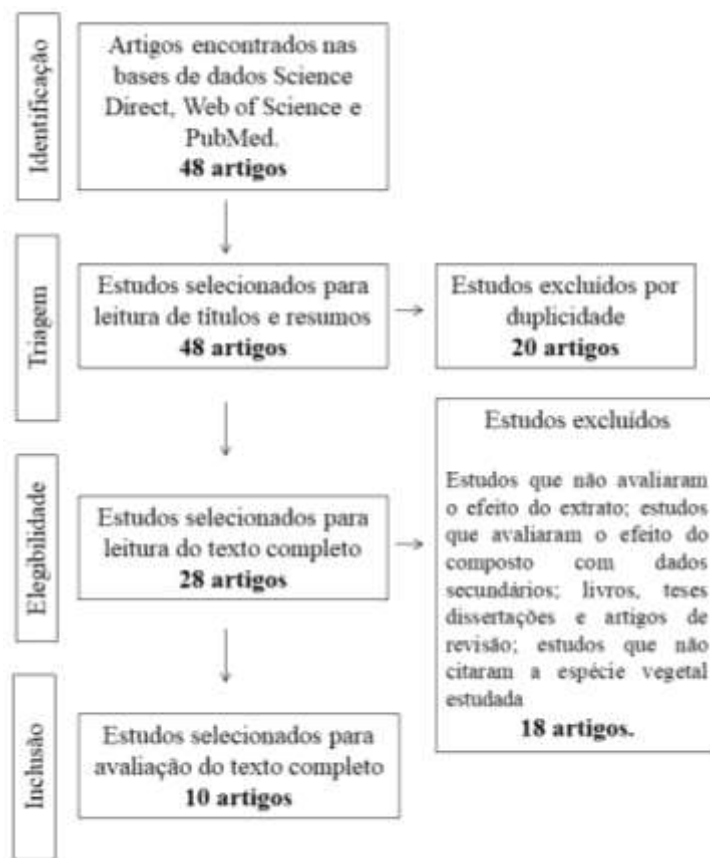 Identificação
Artigos encontrados nas
bases de dados Science
Direct, Web of Science e
PubMed.
48 artigos
Triagem
Estudos selecionados para
leitura de títulos e resumos
48 artigos
Estudos excluídos por
duplicidade
20 artigos
Elegibilidade
Estudos selecionados para
leitura do texto completo
28 artigos
Estudos excluídos
Estudos que não avaliaram
o efeito do extrato; estudos
que avaliaram o efeito do
composto com dados
secundários; livros, teses
dissertações e artigos de
revisão; estudos que não
citaram a espécie vegetal
estudada
18 artigos.
Inclusão
Estudos selecionados para
avaliação do texto completo
10 artigos